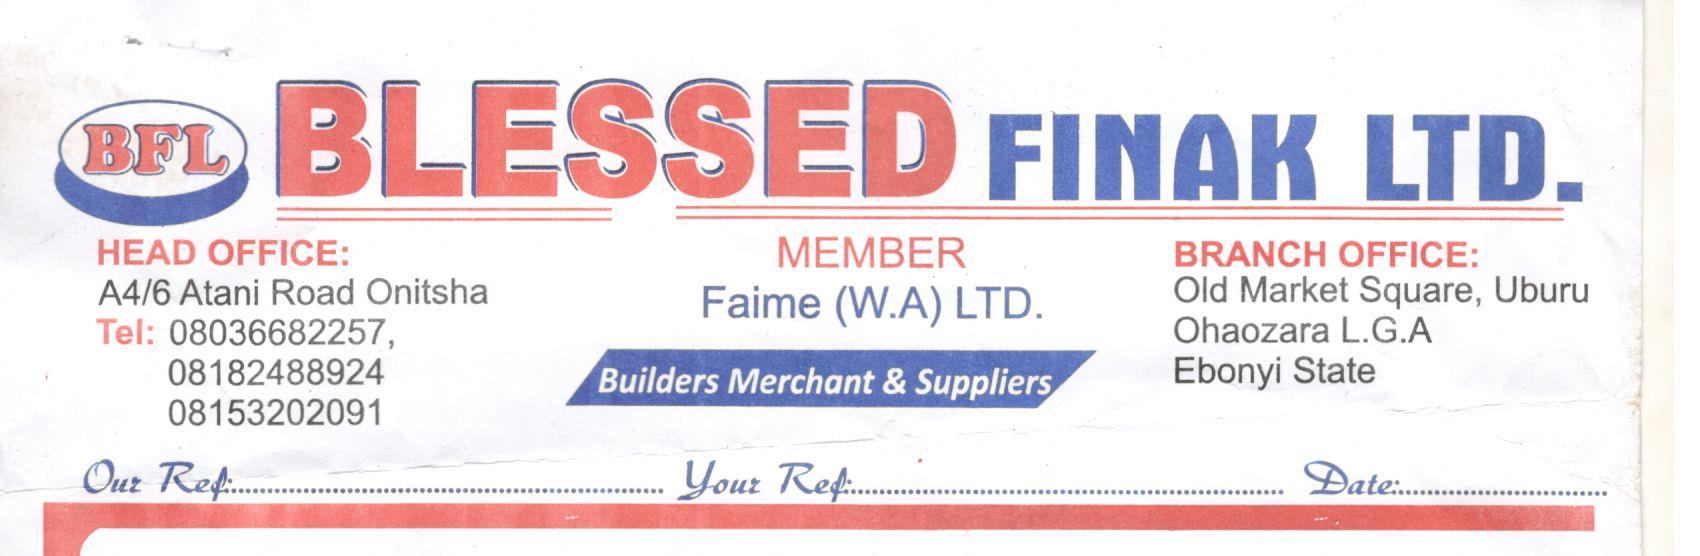 BFL
BLESSED FINAK LTD.
HEAD OFFICE:
A4/6 Atani Road Onitsha
Tel: 08036682257,
08182488924
08153202091
MEMBER
Faime (W.A) LTD.
Builders Merchant & Suppliers
BRANCH OFFICE:
Old Market Square, Uburu
Ohaozara L.G.A
Ebonyi State
Our Ref:.......... Your Ref:.......... Date:..........